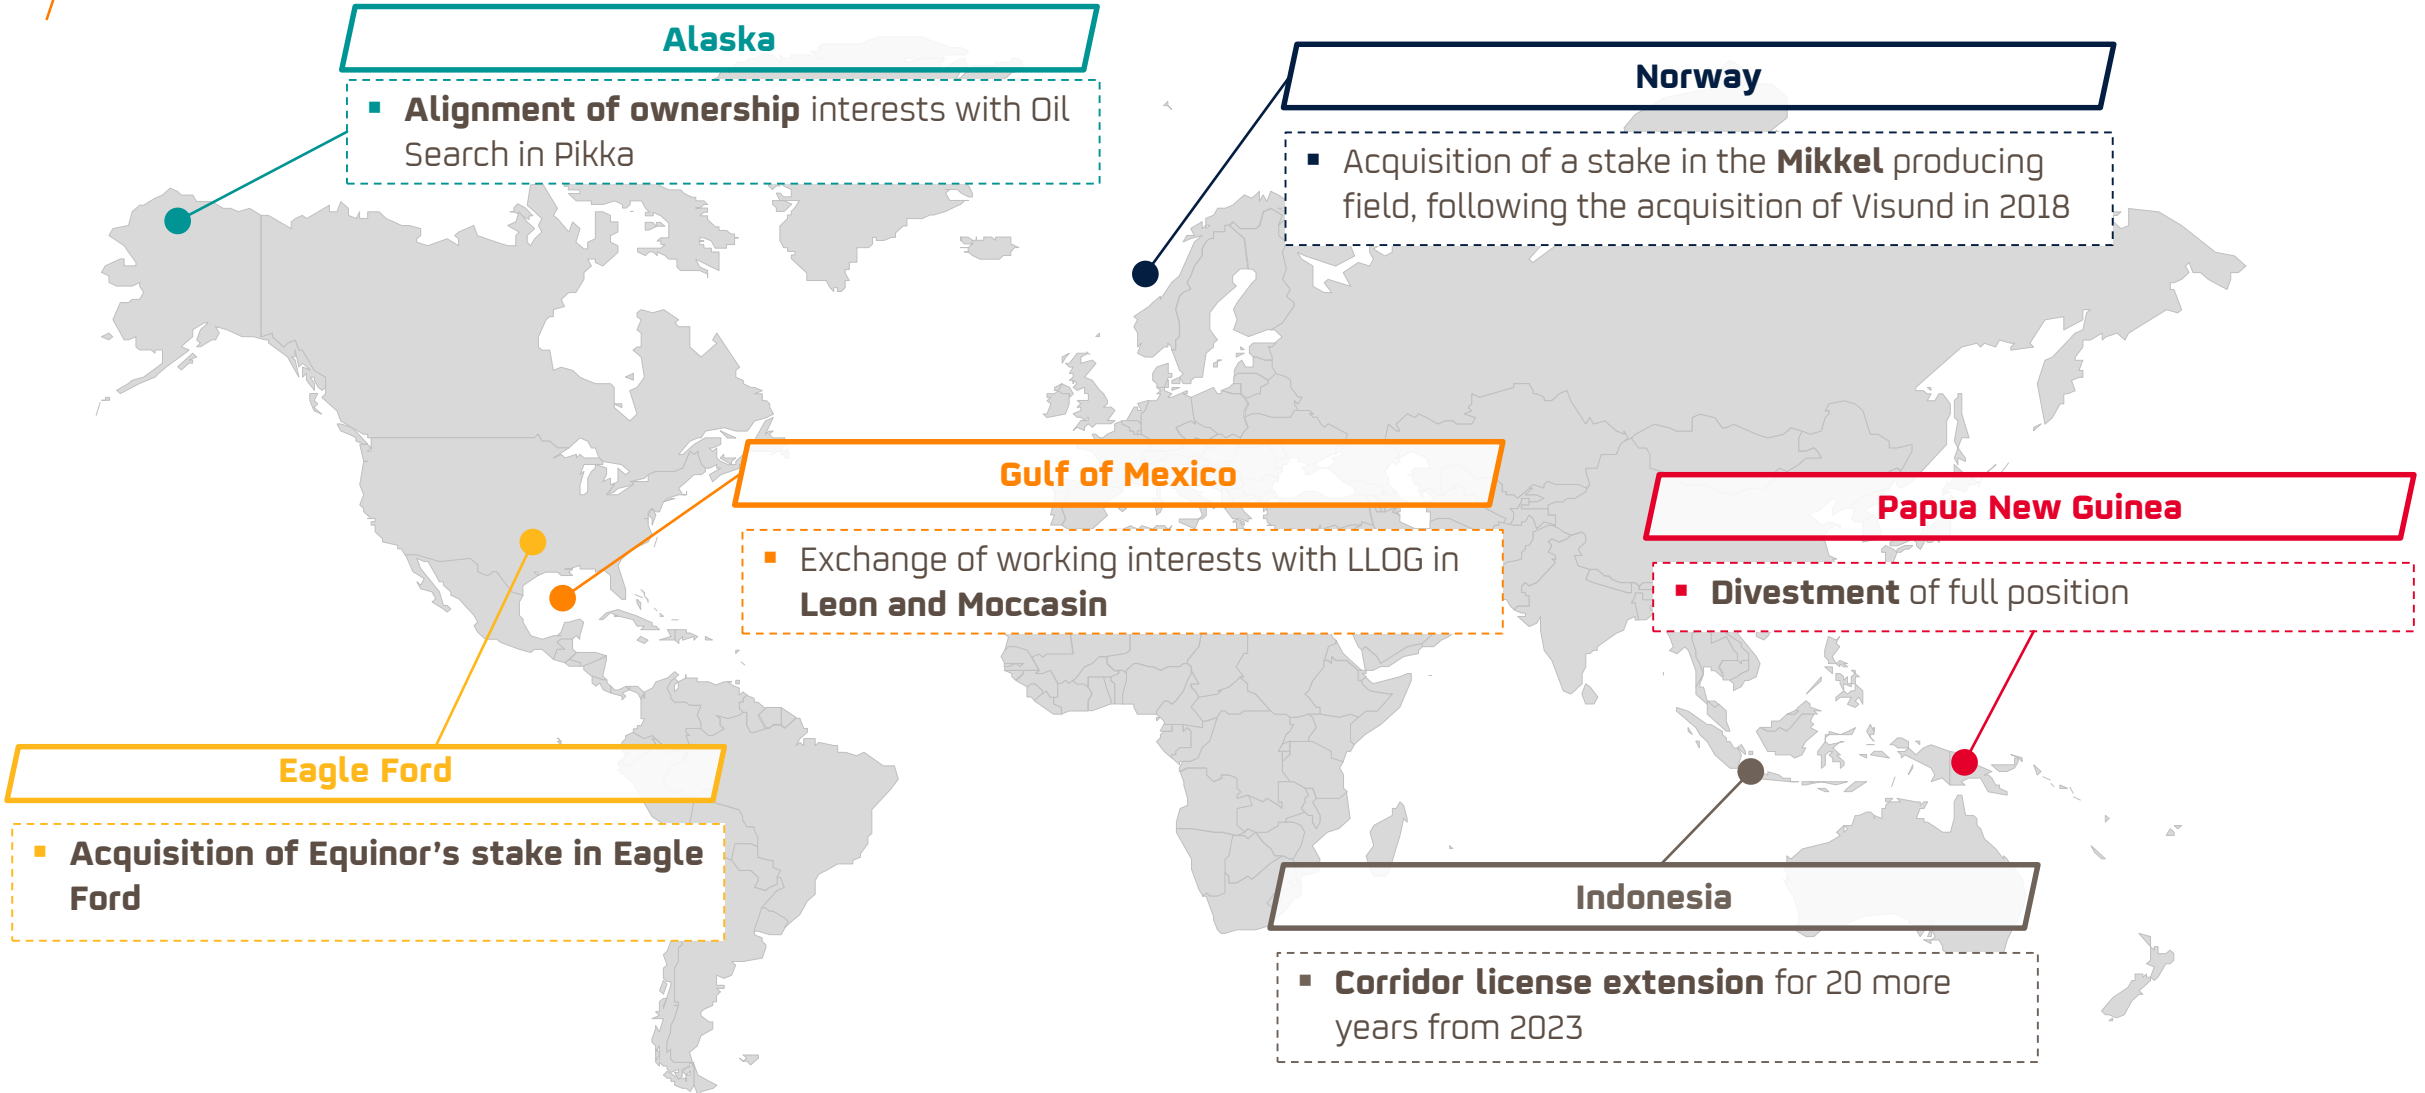 Alaska
▪ Alignment of ownership interests with Oil
Search in Pikka
Norway
▪ Acquisition of a stake in the Mikkel producing
field, following the acquisition of Visund in 2018
Gulf of Mexico
▪ Exchange of working interests with LLOG in
Leon and Moccasin
Papua New Guinea
▪ Divestment of full position
Eagle Ford
▪ Acquisition of Equinor’s stake in Eagle
Ford
Indonesia
▪ Corridor license extension for 20 more
years from 2023